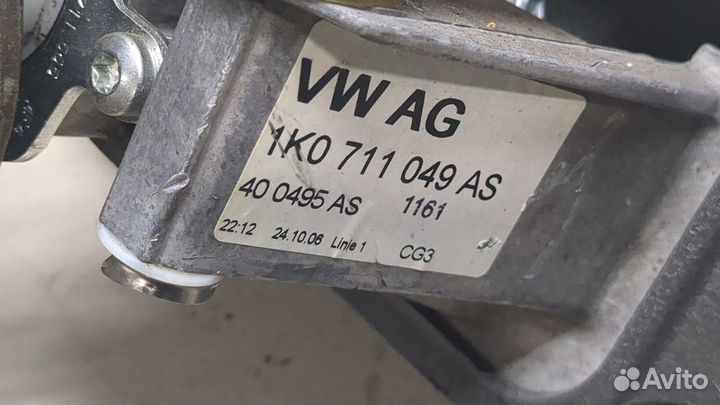 VW AG
1K0 711 049 AS
40 0495 AS 1161
22:12 24.10.06 Linie 1 CG3
Avito